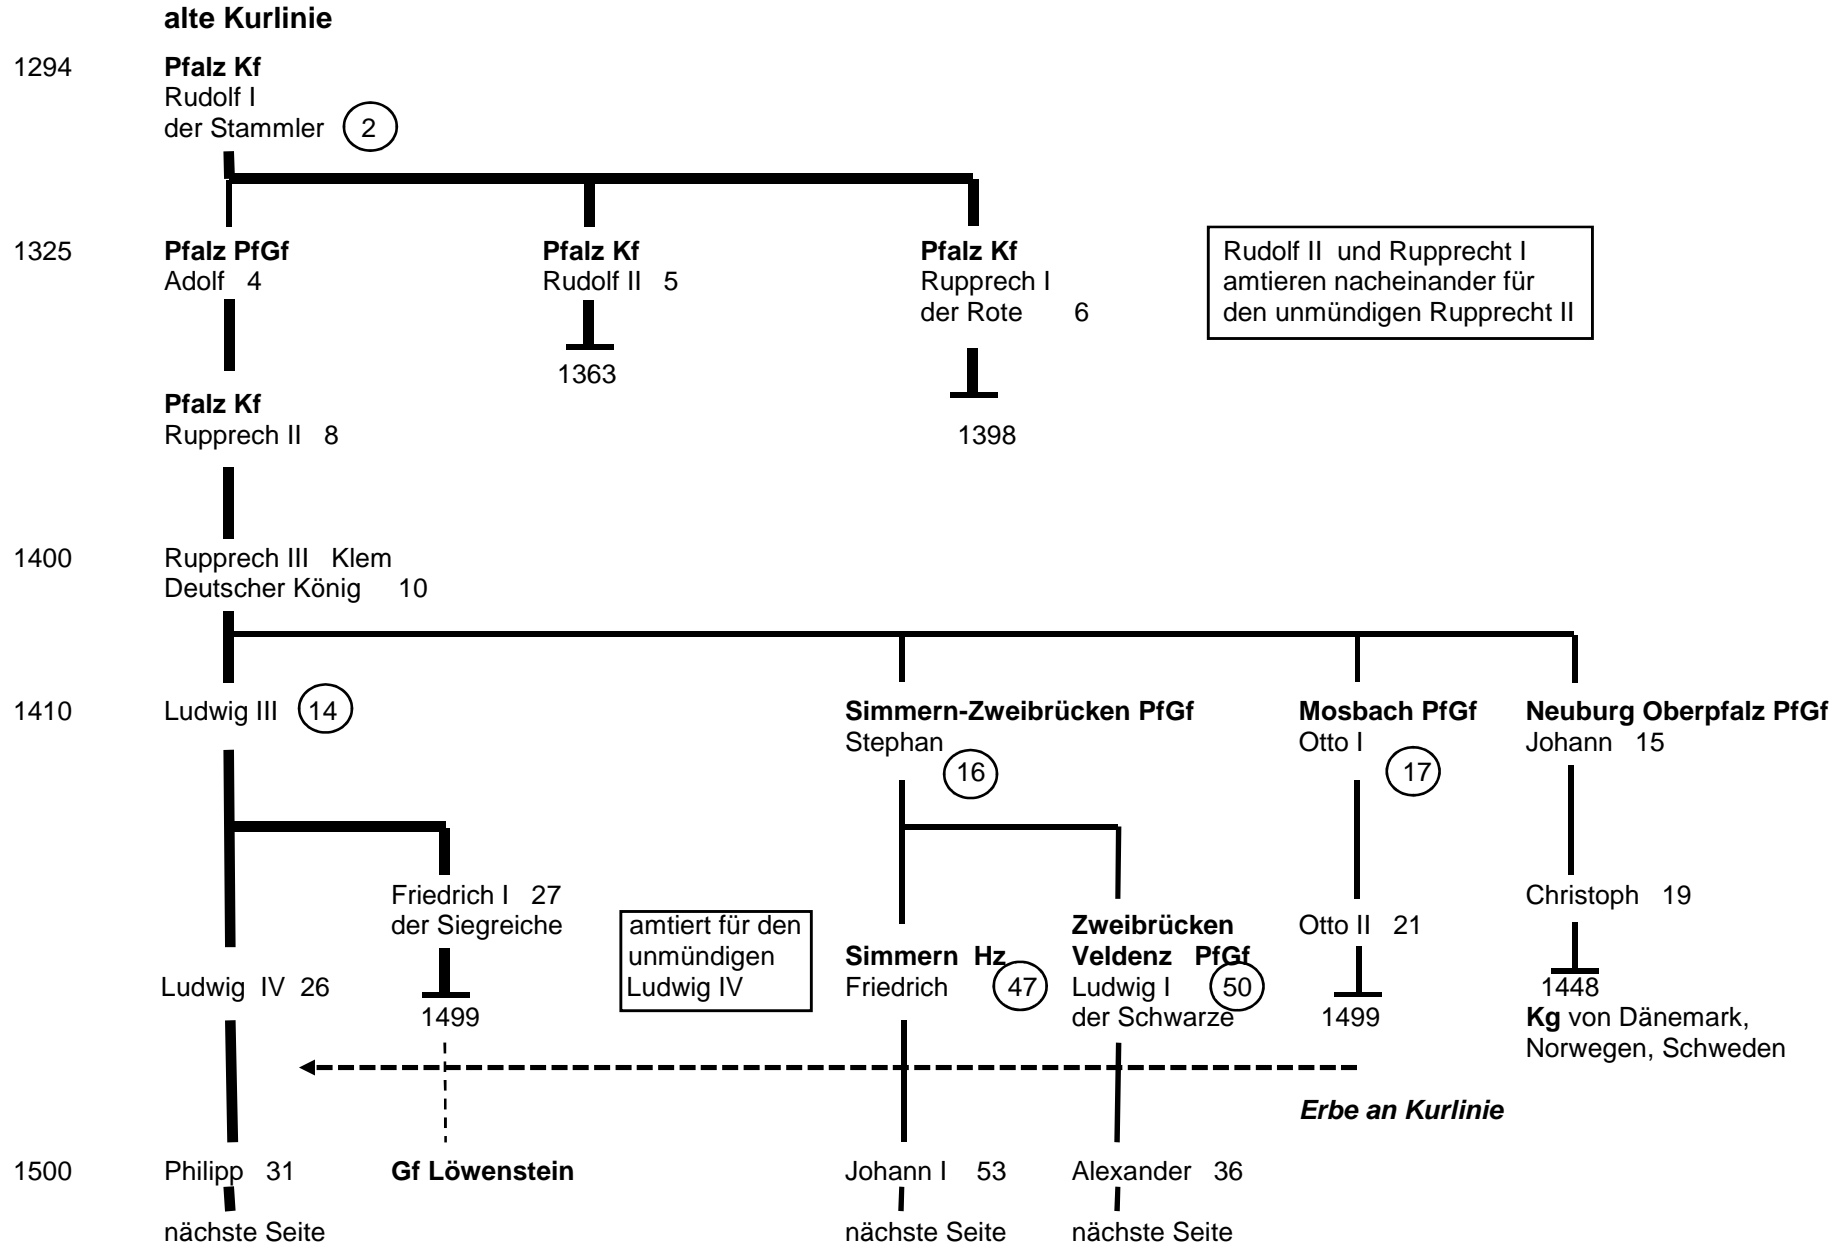 alte Kurlinie
1294 Pfalz Kf
Rudolf I
der Stammler 2
1325 Pfalz PfGf Pfalz Kf Pfalz Kf
Adolf 4 Rudolf II 5 Rupprech I
der Rote 6
Rudolf II und Rupprecht I
amtieren nacheinander für
den unmündigen Rupprecht II
1363
Pfalz Kf
Rupprech II 8 1398
1400 Rupprech III Klem
Deutscher König 10
1410 Ludwig III 14
Simmern-Zweibrücken PfGf
Stephan
16
Mosbach PfGf
Otto I
17
Neuburg Oberpfalz PfGf
Johann 15
Friedrich I 27
der Siegreiche
amtiert für den
unmündigen
Ludwig IV
Simmern Hz
Friedrich 47
Zweibrücken
Veldenz PfGf
Ludwig I 50
der Schwarze
Otto II 21
Christoph 19
Ludwig IV 26
1499
1499
1448
Kg von Dänemark,
Norwegen, Schweden
Erbe an Kurlinie
1500 Philipp 31 Gf Löwenstein Johann I 53 Alexander 36
nächste Seite nächste Seite nächste Seite